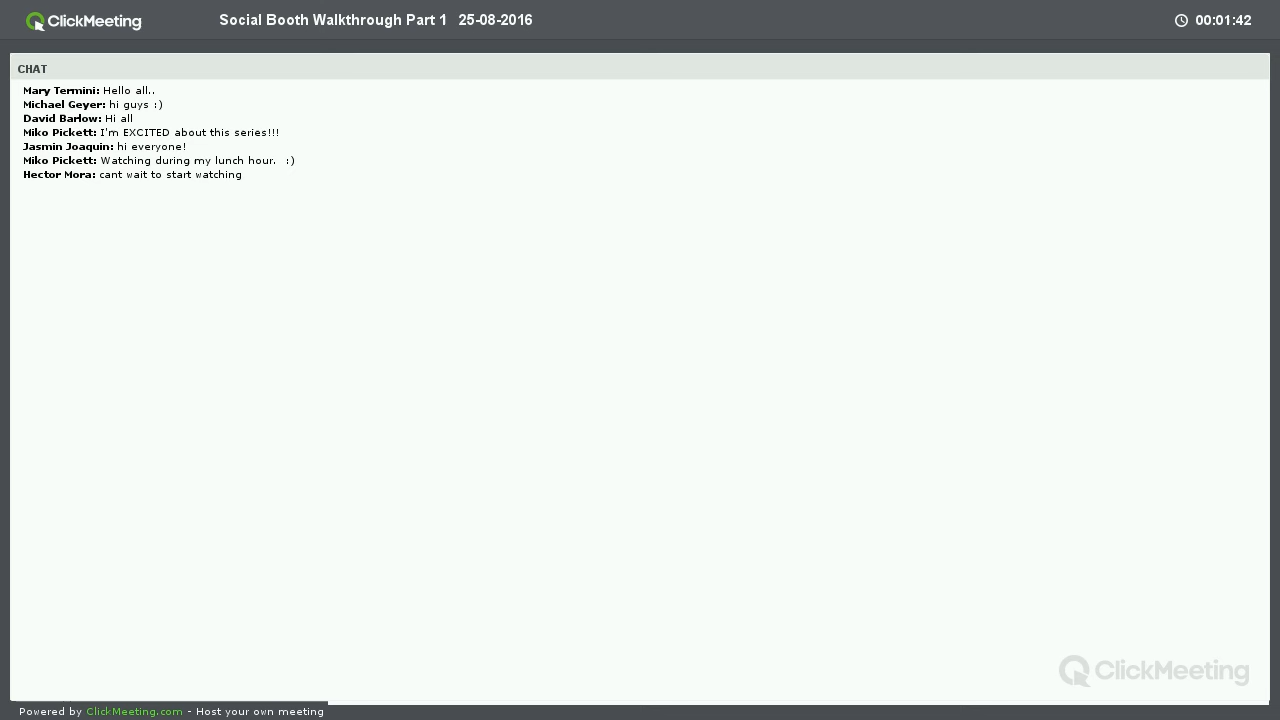 ClickMeeting Social Booth Walkthrough Part 1 25-08-2016 00:01:42
CHAT
Mary Termini: Hello all..
Michael Geyer: hi guys :)
David Barlow: Hi all
Miko Pickett: I'm EXCITED about this series!!!
Jasmin Joaquin: hi everyone!
Miko Pickett: Watching during my lunch hour. :)
Hector Mora: cant wait to start watching
ClickMeeting
Powered by ClickMeeting.com - Host your own meeting